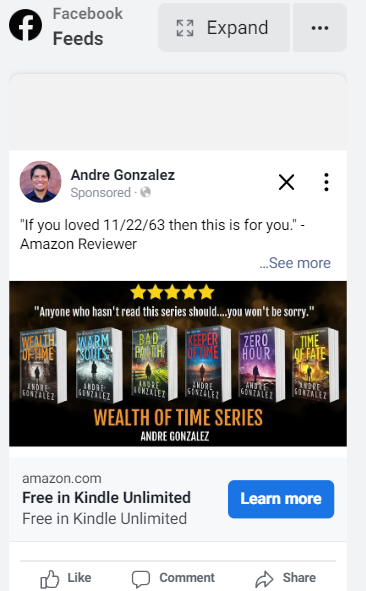 Facebook
Feeds
Expand
Andre Gonzalez
Sponsored ·
"If you loved 11/22/63 then this is for you." -
Amazon Reviewer
...See more
"Anyone who hasn't read this series should....you won't be sorry."
WEALTH
OF TIME
ANDRE
GONZALEZ
WARM
SOULS
ANDRE
GONZALEZ
BAD
FAITH
ANDRE
GONZALEZ
KEEPER
OF TIME
ANDRE
GONZALEZ
ZERO
HOUR
ANDRE
GONZALEZ
TIME
OF FATE
ANDRE
GONZALEZ
WEALTH OF TIME SERIES
ANDRE GONZALEZ
amazon.com
Free in Kindle Unlimited
Free in Kindle Unlimited
Learn more
Like
Comment
Share